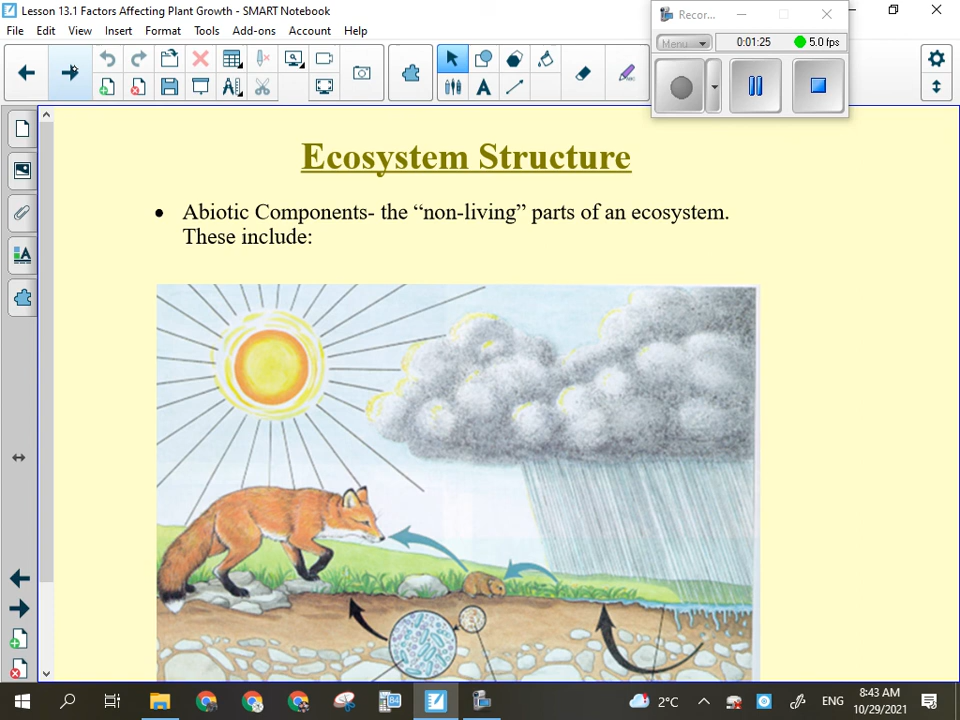 Lesson 13.1 Factors Affecting Plant Growth - SMART Notebook
Recor...
File Edit View Insert Format Tools Add-ons Account Help
Menu
0:01:25
5.0 fps
Ecosystem Structure
• Abiotic Components- the “non-living” parts of an ecosystem.
These include:
2°C
ENG
8:43 AM
10/29/2021